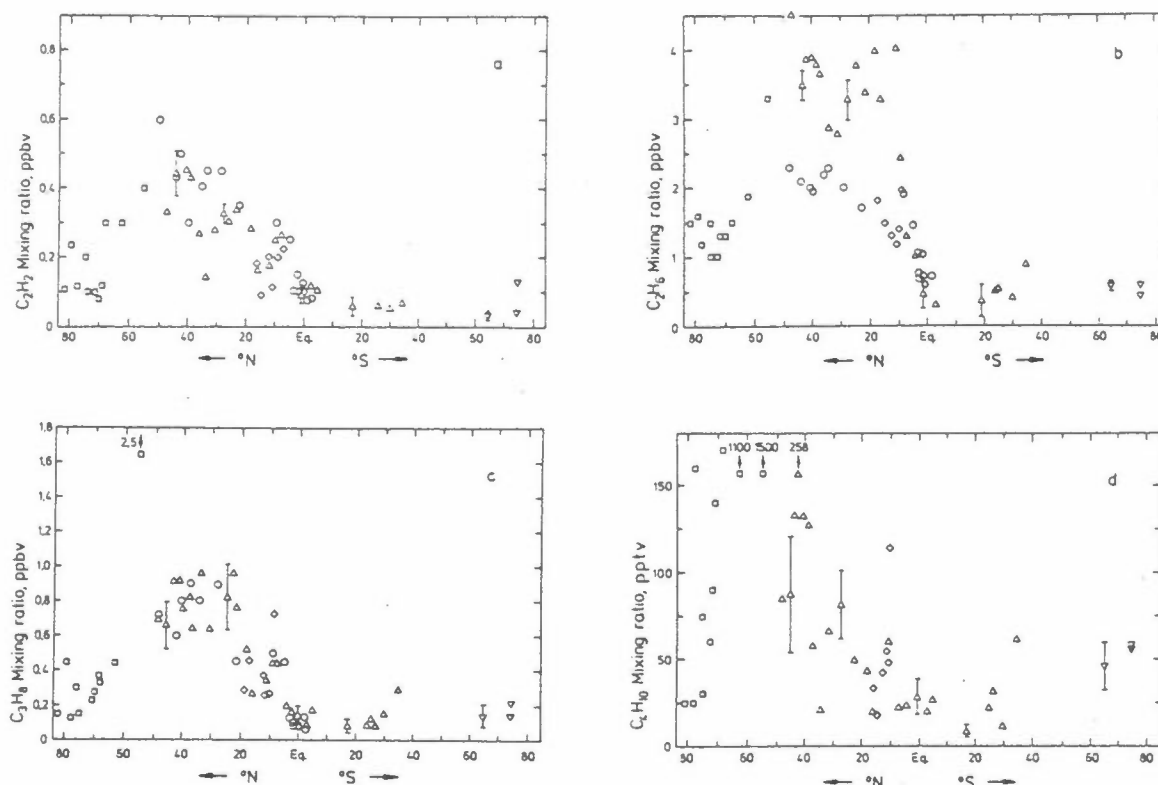 0,8
a
0,6
0,4
0,2
0
C₂H₂ Mixing ratio, ppbv
80 60 40 20 Eq. 20 40 60 80
← °N °S →
4
b
3
2
1
0
C₂H₆ Mixing ratio, ppbv
80 60 40 20 Eq. 20 40 60 80
← °N °S →
1,8
2,5
1,6
c
1,4
1,2
1,0
0,8
0,6
0,4
0,2
0
C₃H₈ Mixing ratio, ppbv
80 60 40 20 Eq. 20 40 60 80
← °N °S →
1100 1500 258
d
150
100
50
0
C₄H₁₀ Mixing ratio, pptv
80 60 40 20 Eq. 20 40 60 80
← °N °S →